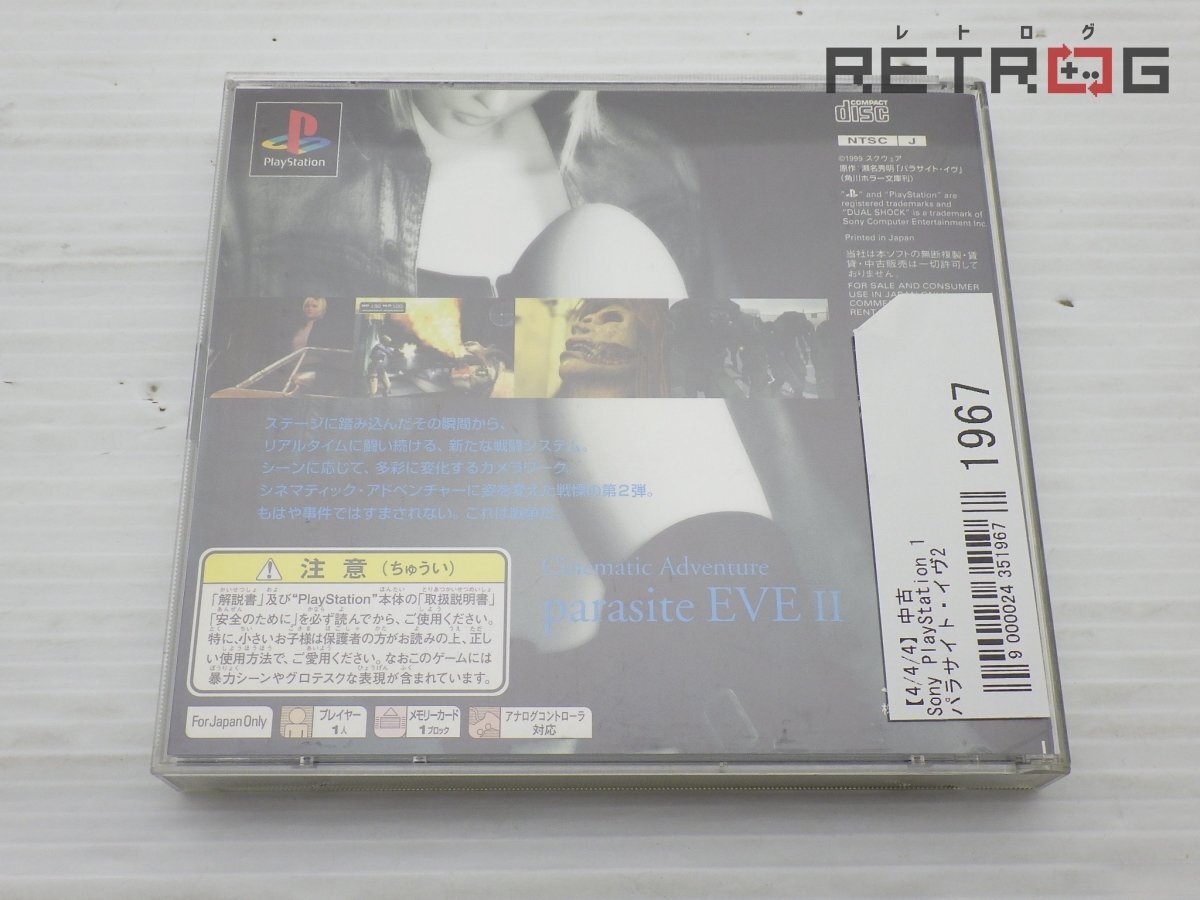 レトログ
RETROG
PlayStation
COMPACT
disc
NTSC J
©1999 スクウェア
原作:瀬名秀明「パラサイト・イヴ」
(角川ホラー文庫刊)
" " and "PlayStation" are
registered trademarks and
"DUAL SHOCK" is a trademark of
Sony Computer Entertainment Inc.
Printed in Japan
当社は本ソフトの無断複製・賃
貸・中古販売は一切許可して
おりません。
FOR SALE AND CONSUMER
USE IN JAPAN ONLY
COMME
RENT
ステージに踏み込んだその瞬間から、
リアルタイムに闘い続ける、新たな戦闘システム。
シーンに応じて、多彩に変化するカメラワーク。
シネマティック・アドベンチャーに姿を変えた戦慄の第2弾。
もはや事件ではすまされない。これは戦争だ。
Cinematic Adventure
parasite EVE II
注意(ちゅうい)
「解説書」及び"PlayStation"本体の「取扱説明書」
「安全のために」を必ず読んでから、ご使用ください。
特に、小さいお子様は保護者の方がお読みの上、正し
い使用方法で、ご愛用ください。なおこのゲームには
暴力シーンやグロテスクな表現が含まれています。
For Japan Only
プレイヤー
1人
メモリーカード
1ブロック
アナログコントローラ
対応
【4/4/4】中古
Sony PlayStation 1
パラサイト・イヴ2
9 000024 351967
1967